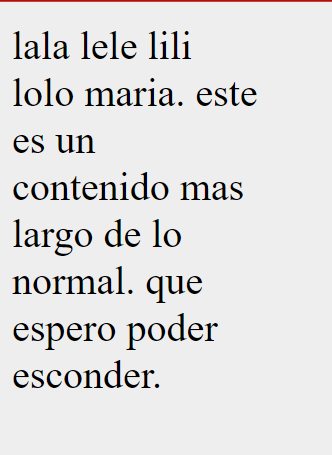 lala lele lili
lolo maria. este
es un
contenido mas
largo de lo
normal. que
espero poder
esconder.